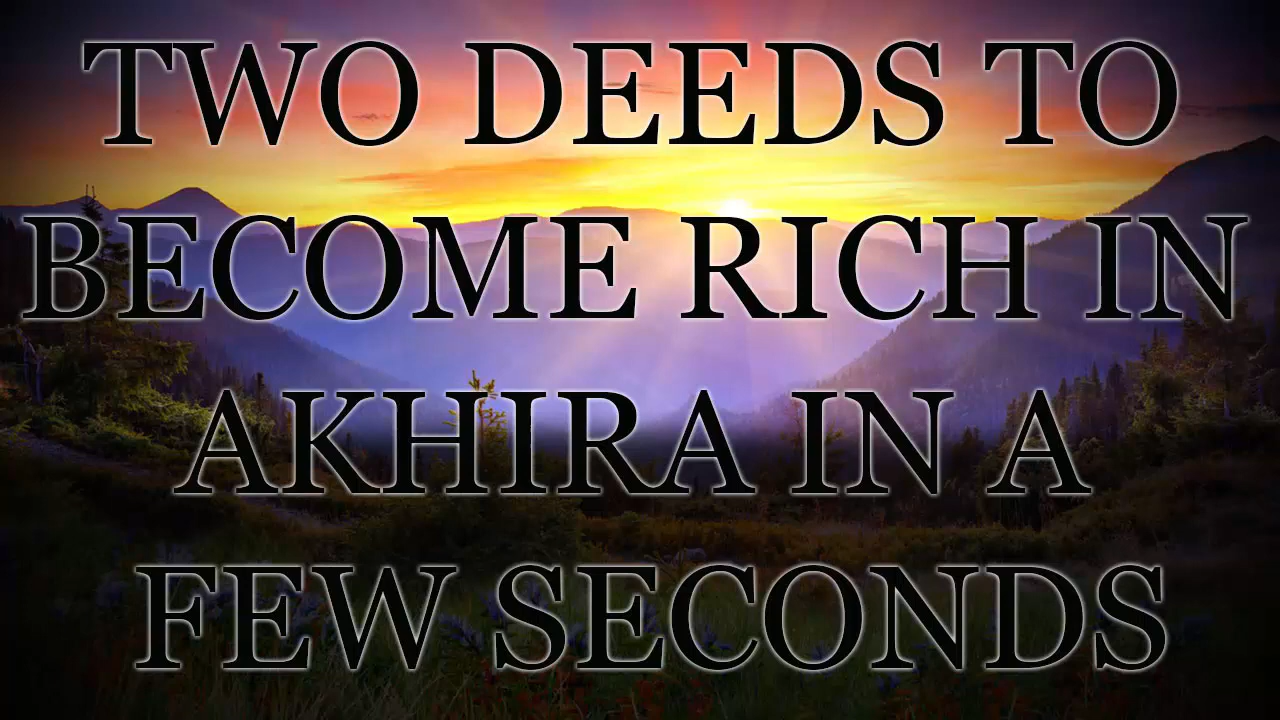 TWO DEEDS TO
BECOME RICH IN
AKHIRA IN A
FEW SECONDS